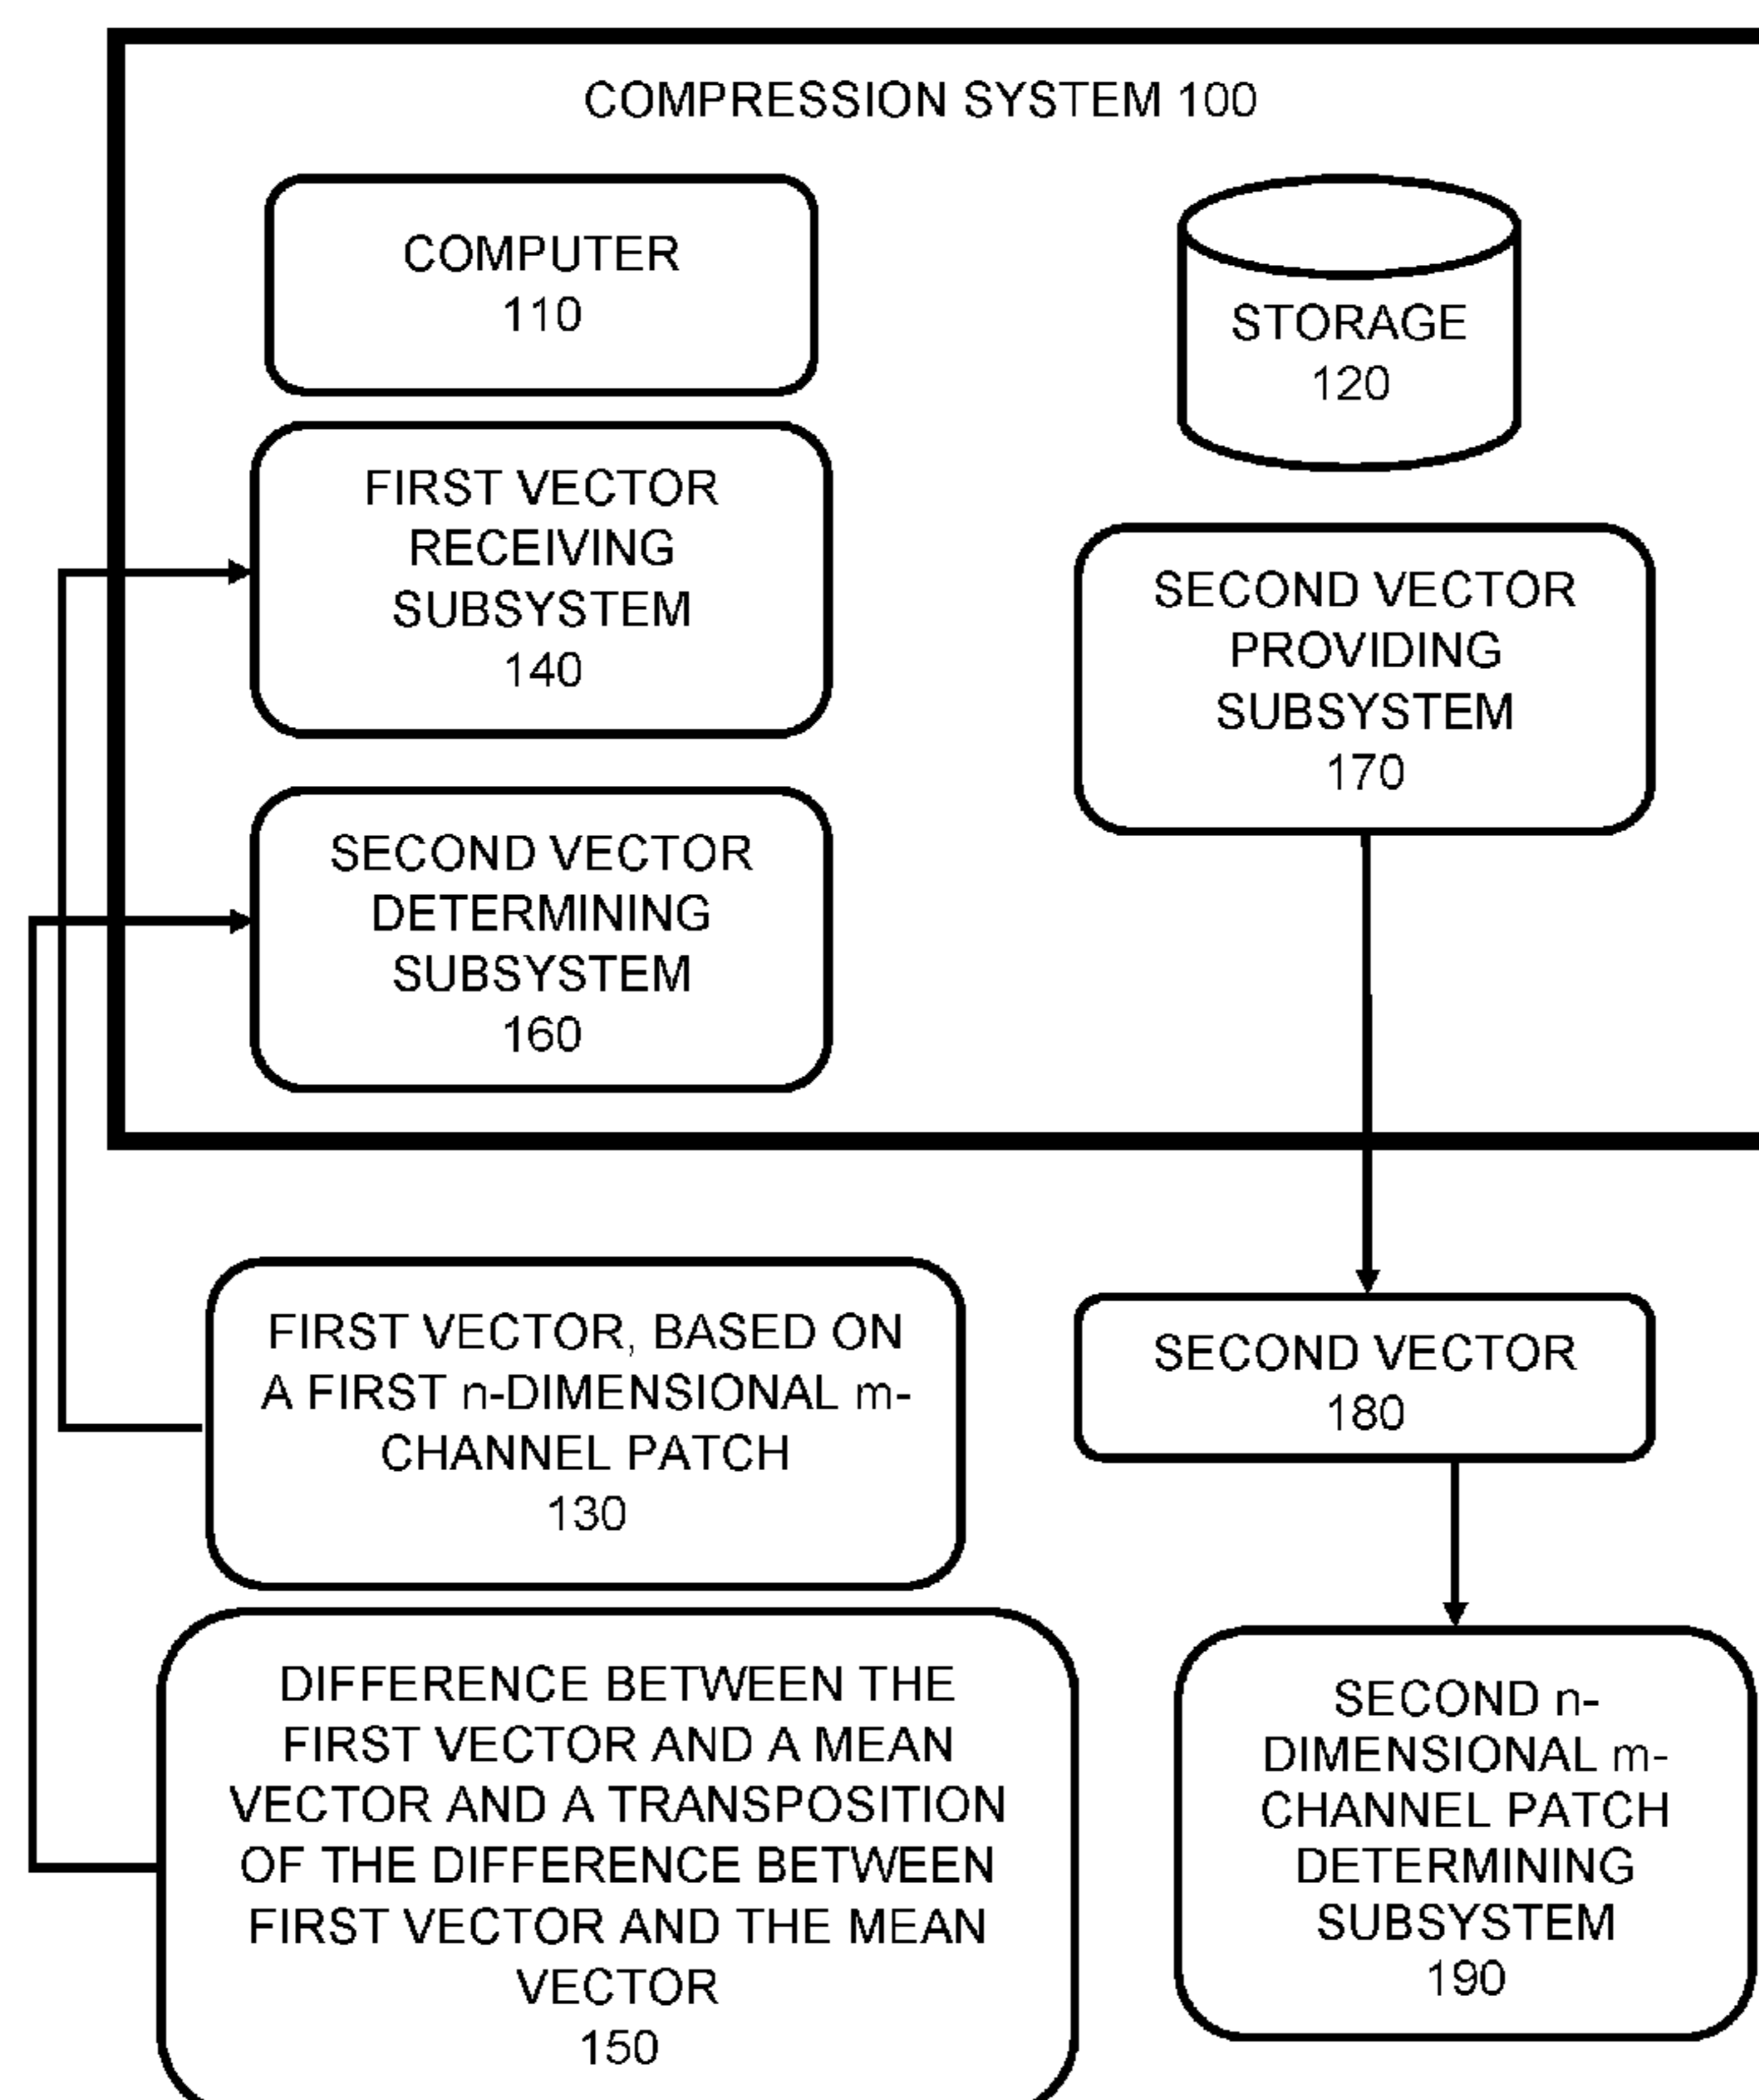 COMPRESSION SYSTEM 100
COMPUTER
110
STORAGE
120
FIRST VECTOR
RECEIVING
SUBSYSTEM
140
SECOND VECTOR
PROVIDING
SUBSYSTEM
170
SECOND VECTOR
DETERMINING
SUBSYSTEM
160
FIRST VECTOR, BASED ON
A FIRST n-DIMENSIONAL m-
CHANNEL PATCH
130
SECOND VECTOR
180
DIFFERENCE BETWEEN THE
FIRST VECTOR AND A MEAN
VECTOR AND A TRANSPOSITION
OF THE DIFFERENCE BETWEEN
FIRST VECTOR AND THE MEAN
VECTOR
150
SECOND n-
DIMENSIONAL m-
CHANNEL PATCH
DETERMINING
SUBSYSTEM
190